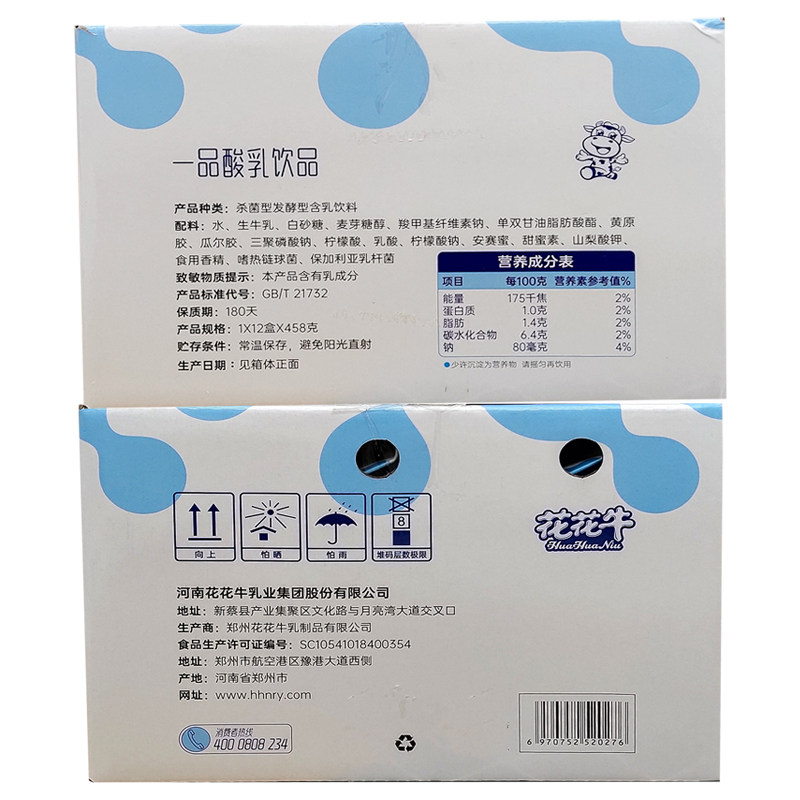 一品酸乳饮品
产品种类：杀菌型发酵型含乳饮料
配料：水、生牛乳、白砂糖、麦芽糖醇、羧甲基纤维素钠、单双甘油脂肪酸酯、黄原
胶、瓜尔胶、三聚磷酸钠、柠檬酸、乳酸、柠檬酸钠、安赛蜜、甜蜜素、山梨酸钾、
食用香精、嗜热链球菌、保加利亚乳杆菌
致敏物质提示：本产品含有乳成分
产品标准代号：GB/T 21732
保质期：180天
产品规格：1X12盒X458克
贮存条件：常温保存，避免阳光直射
生产日期：见箱体正面
营养成分表
项目 每100克 营养素参考值%
能量 175千焦 2%
蛋白质 1.0克 2%
脂肪 1.4克 2%
碳水化合物 6.4克 2%
钠 80毫克 4%
●少许沉淀为营养物 请摇匀再饮用
8
向上 怕晒 怕雨 堆码层数极限
花花牛
HuaHuaNiu
河南花花牛乳业集团股份有限公司
地址：新蔡县产业集聚区文化路与月亮湾大道交叉口
生产商：郑州花花牛乳制品有限公司
食品生产许可证编号：SC10541018400354
地址：郑州市航空港区豫港大道西侧
产地：河南省郑州市
网址：www.hhnry.com
消费者热线
400 0808 234
6 970752 520276